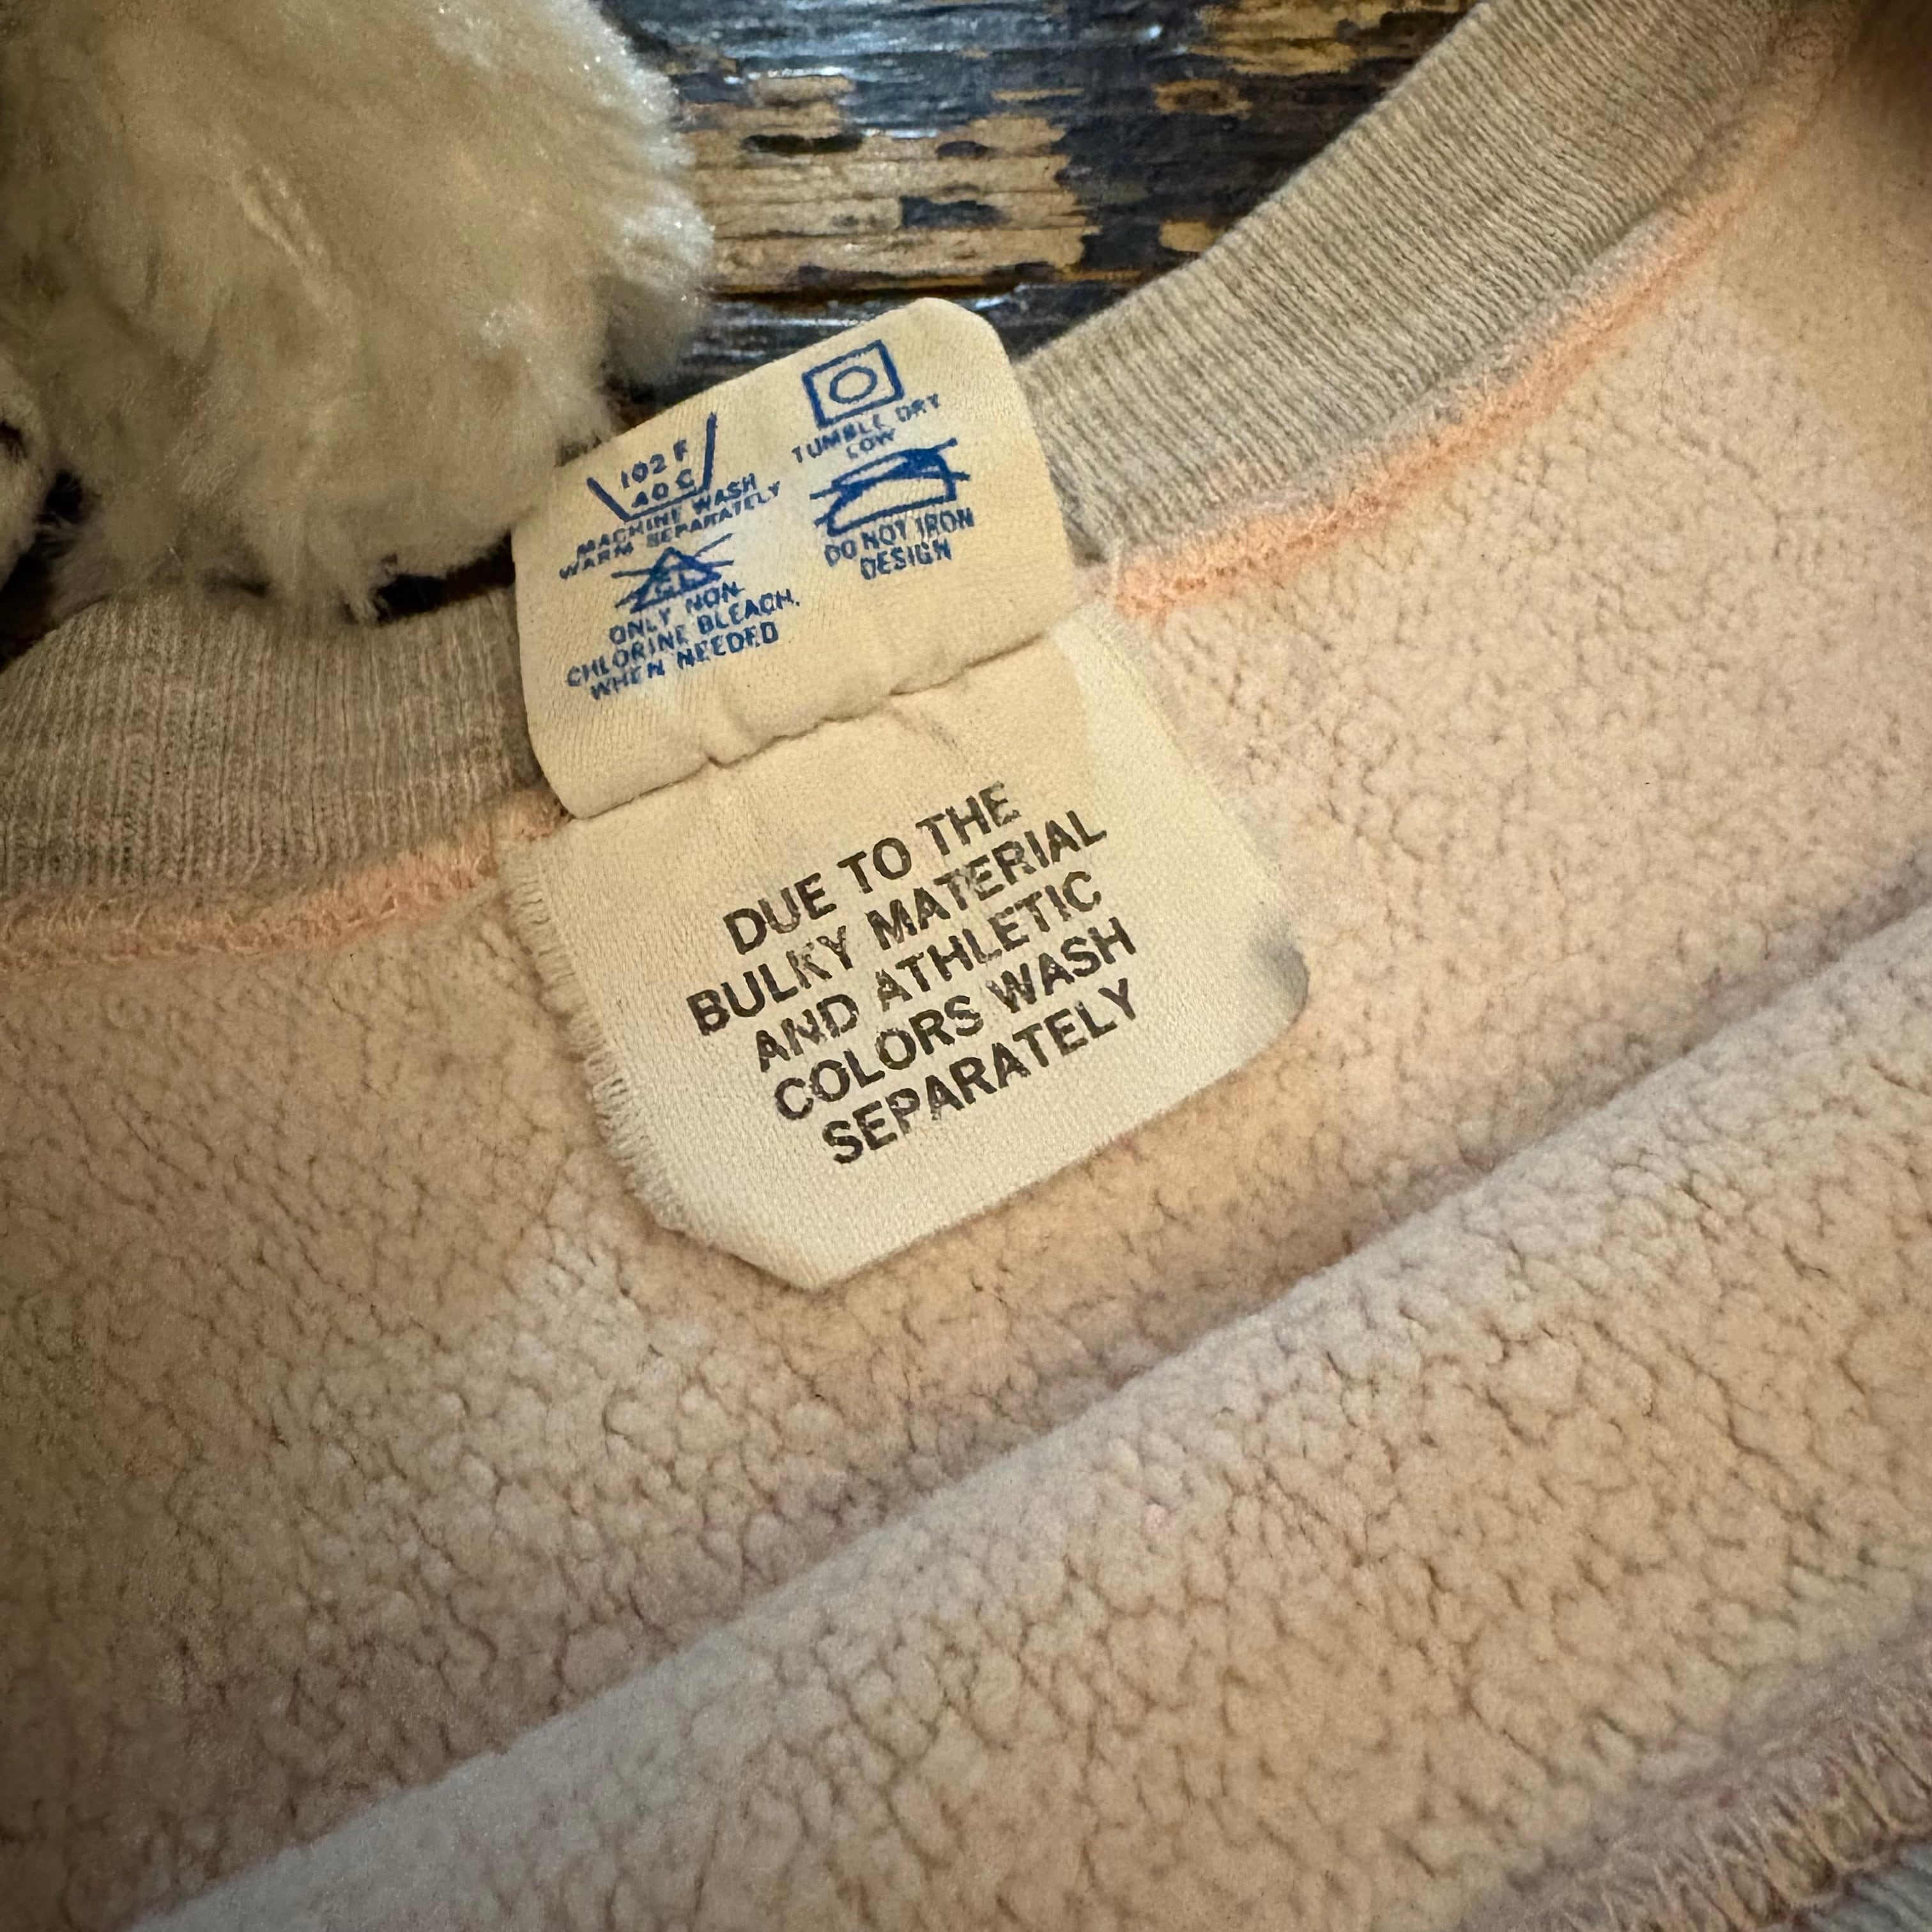 102 F
40 C
MACHINE WASH
WARM SEPARATELY
CL
ONLY NON-
CHLORINE BLEACH,
WHEN NEEDED
TUMBLE DRY
LOW
DO NOT IRON
DESIGN
DUE TO THE
BULKY MATERIAL
AND ATHLETIC
COLORS WASH
SEPARATELY